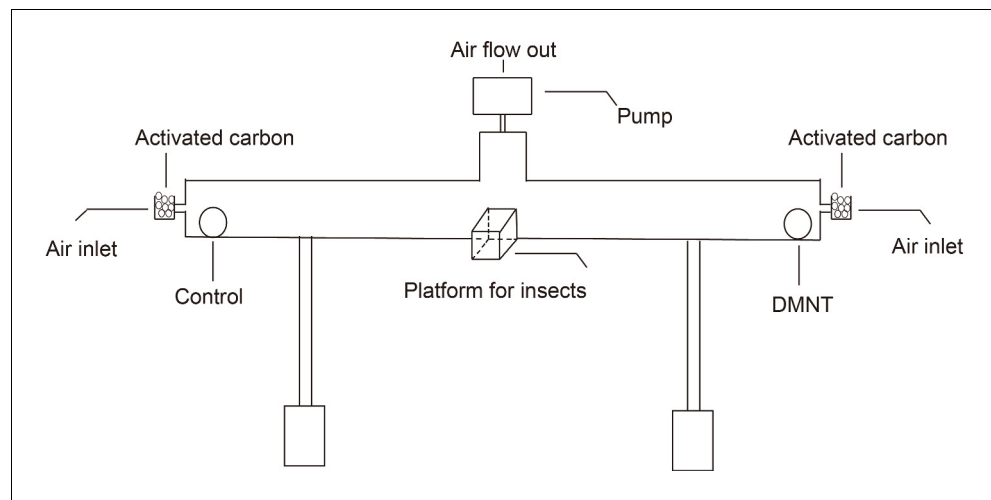 Air flow out
Pump
Activated carbon
Activated carbon
Air inlet
Air inlet
Control
Platform for insects
DMNT